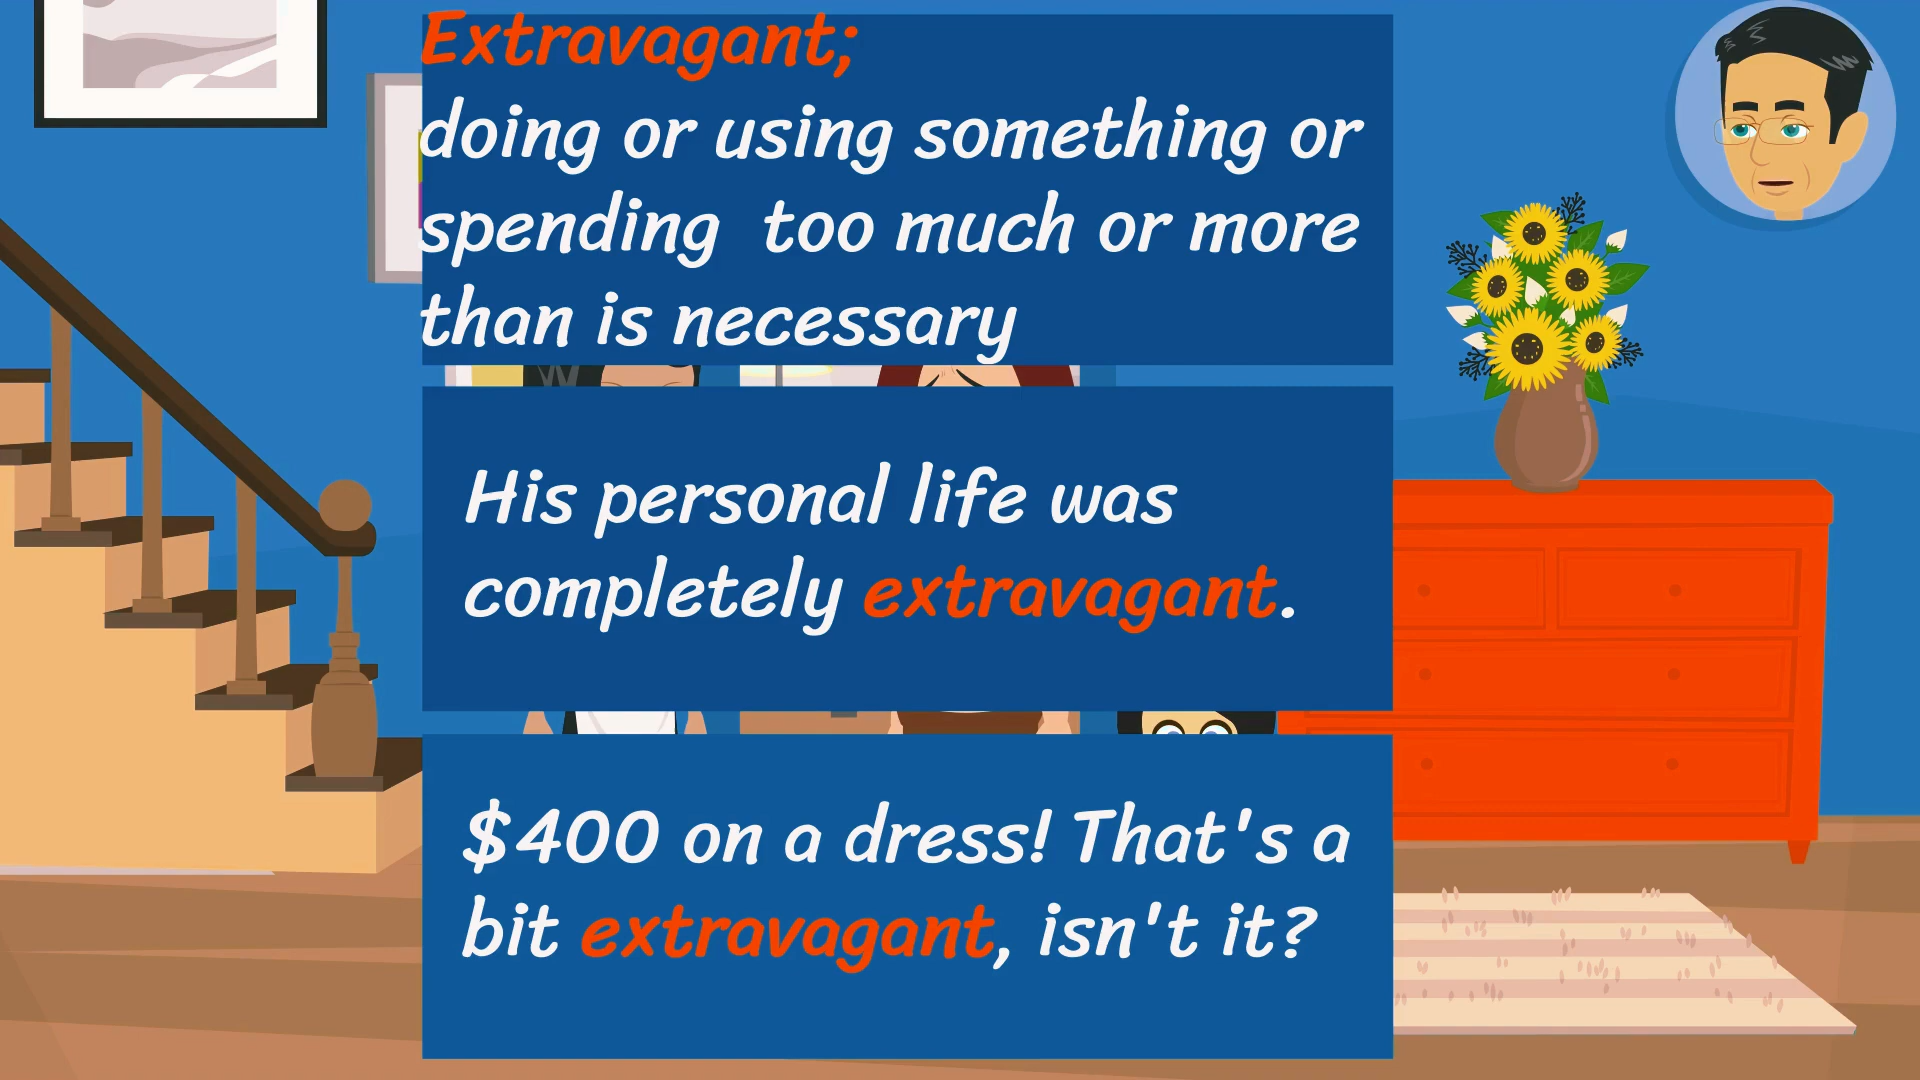 Extravagant;
doing or using something or
spending too much or more
than is necessary
His personal life was
completely extravagant.
$400 on a dress! That's a
bit extravagant, isn't it?